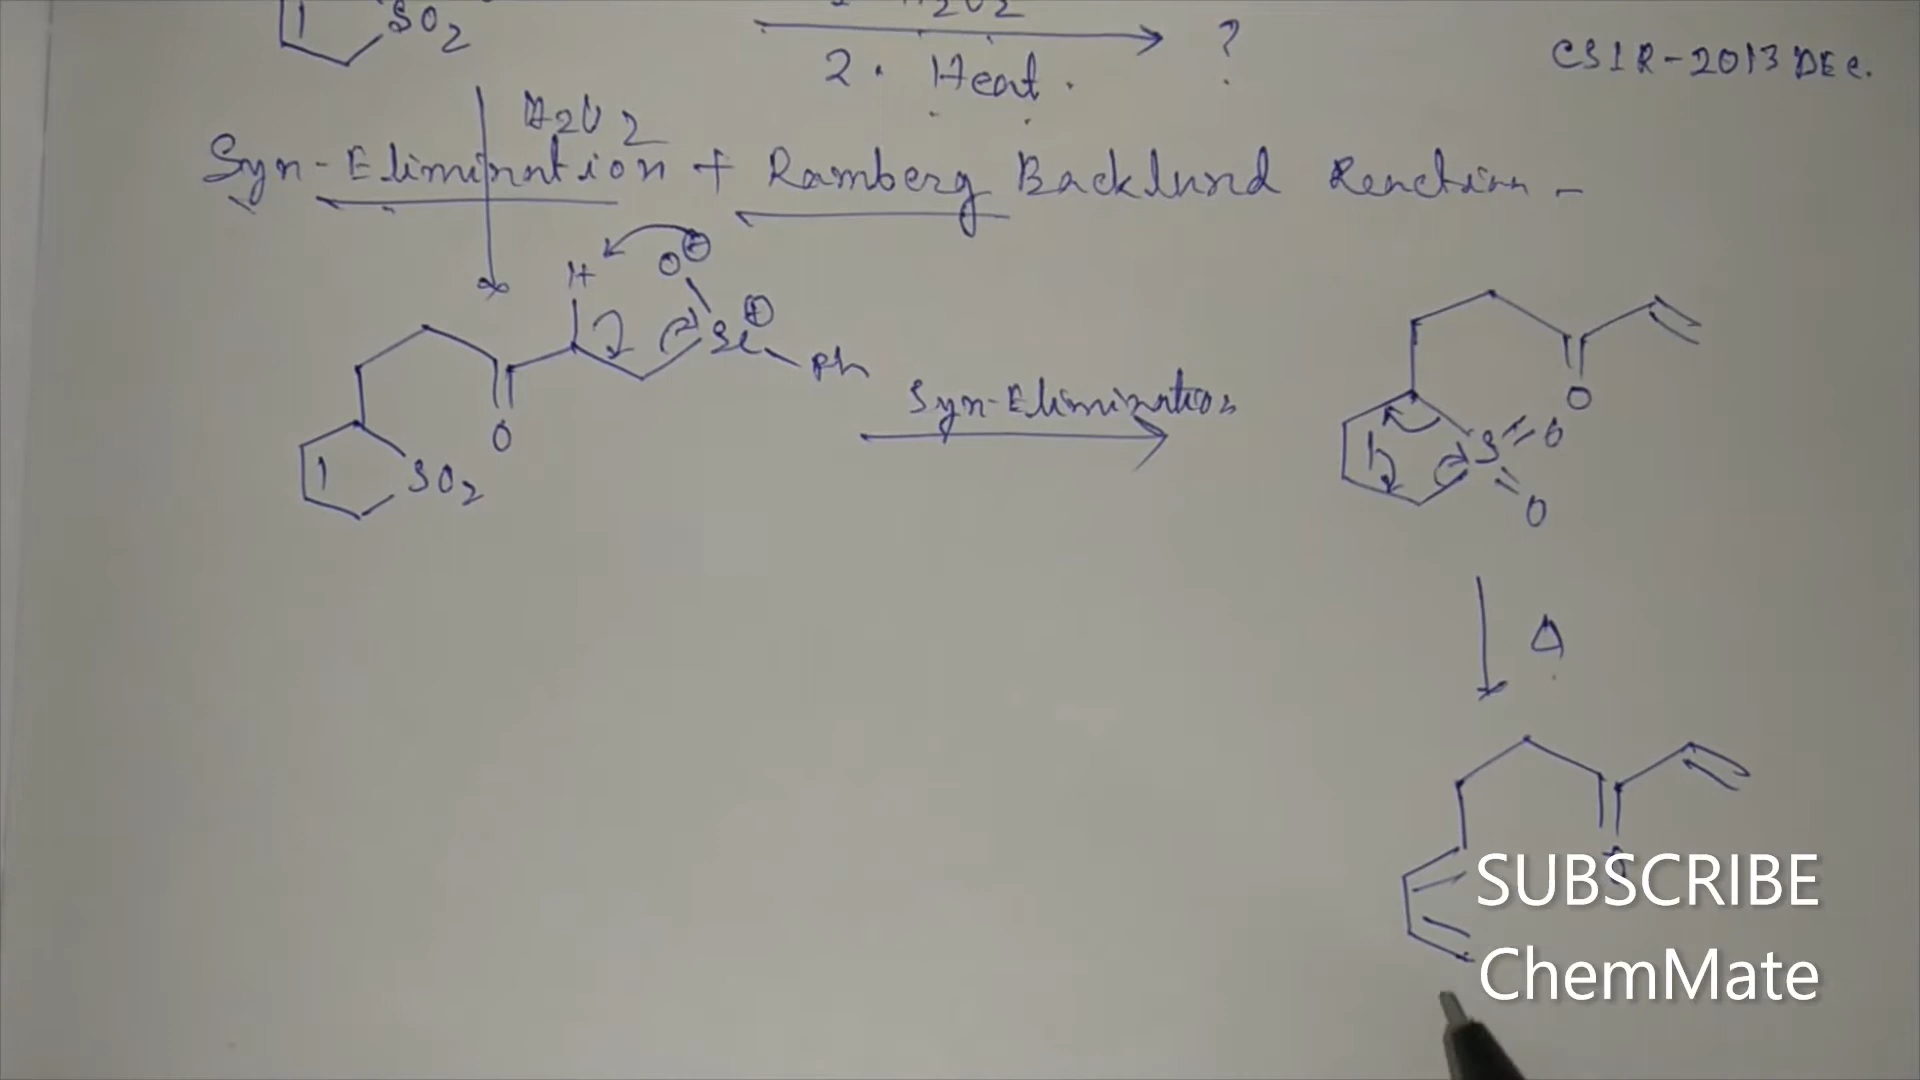 SO2
H2O2
2. Heat.
?
CSIR-2013 DEC.
H2O2
Syn-Elimination + Ramberg Backlund Reaction -
H
O
Se
Ph
O
SO2
Syn-Elimination
O
S
O
O
Δ
SUBSCRIBE
ChemMate